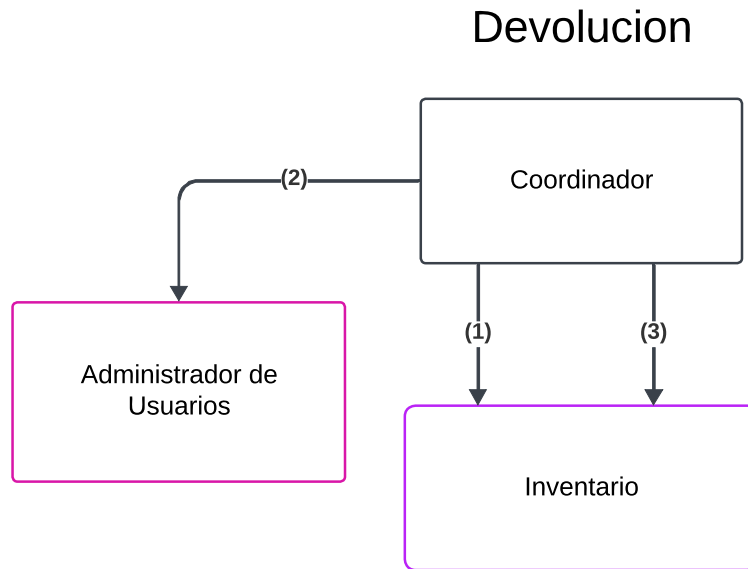 Devolucion
Coordinador
(2)
(1)
(3)
Administrador de
Usuarios
Inventario